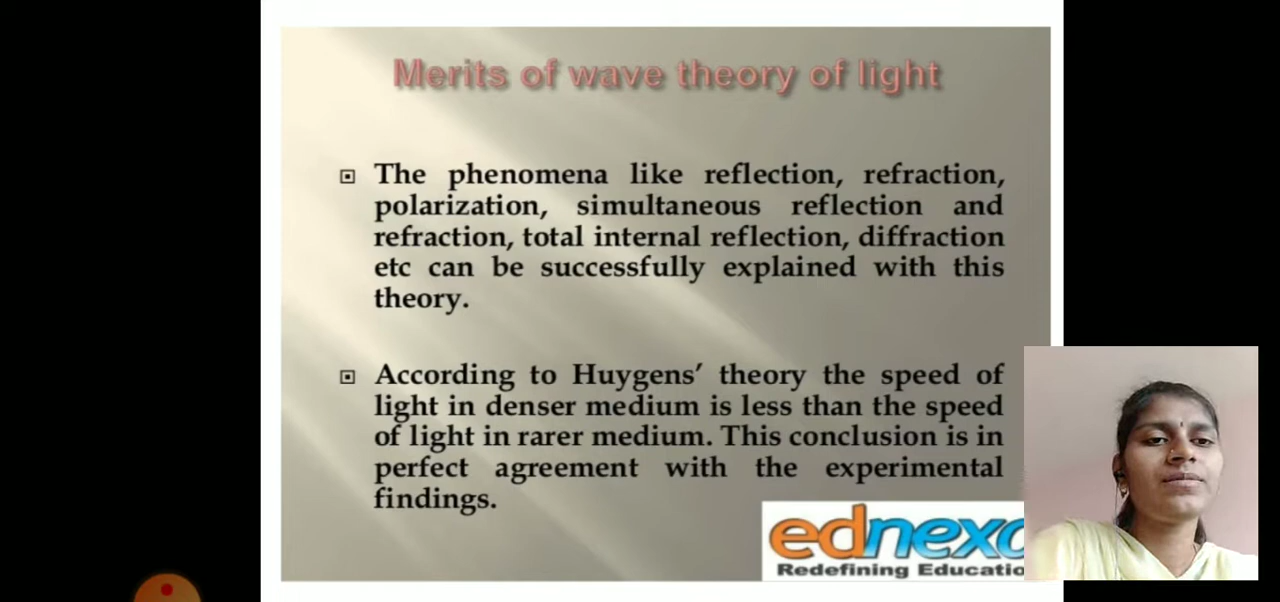 Merits of wave theory of light
The phenomena like reflection, refraction,
polarization, simultaneous reflection and
refraction, total internal reflection, diffraction
etc can be successfully explained with this
theory.
According to Huygens’ theory the speed of
light in denser medium is less than the speed
of light in rarer medium. This conclusion is in
perfect agreement with the experimental
findings.
ednexa
Redefining Educatio